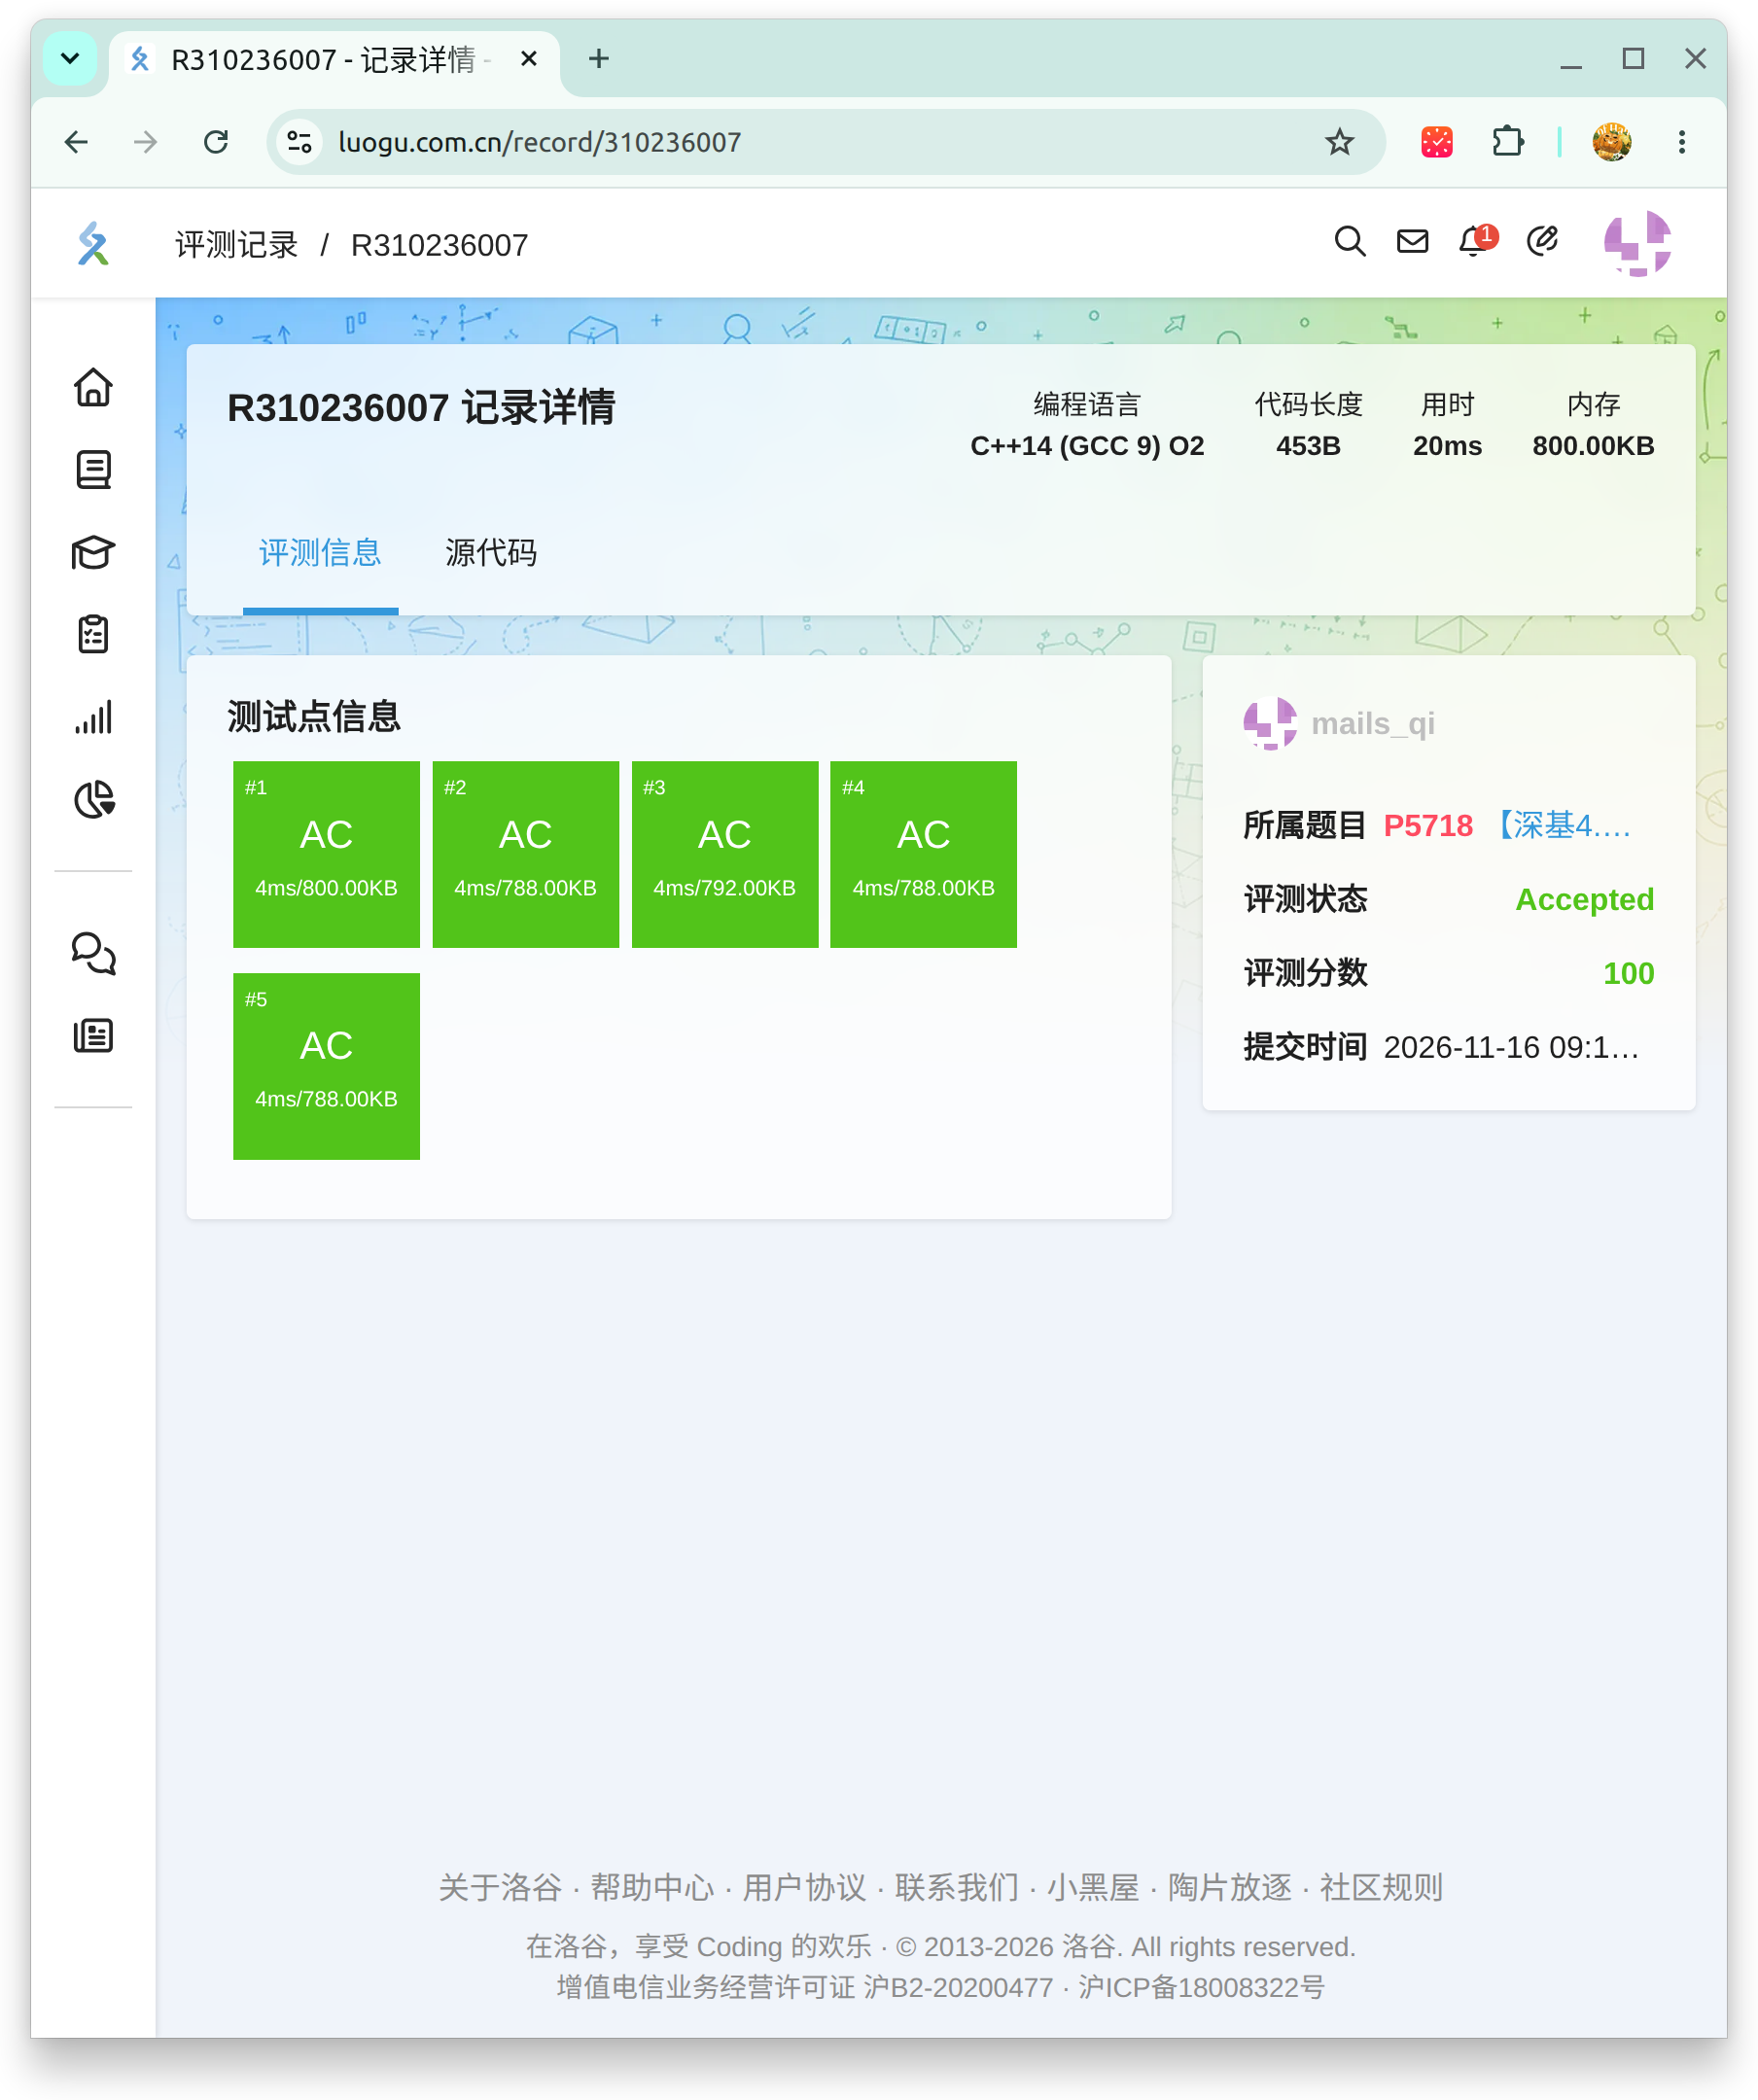 R310236007 - 记录详情 -
luogu.com.cn/record/310236007
评测记录 / R310236007
1
R310236007 记录详情
编程语言 代码长度 用时 内存
C++14 (GCC 9) O2 453B 20ms 800.00KB
评测信息 源代码
测试点信息
#1
AC
4ms/800.00KB
#2
AC
4ms/788.00KB
#3
AC
4ms/792.00KB
#4
AC
4ms/788.00KB
#5
AC
4ms/788.00KB
mails_qi
所属题目 P5718 【深基4.…
评测状态 Accepted
评测分数 100
提交时间 2026-11-16 09:1…
关于洛谷 · 帮助中心 · 用户协议 · 联系我们 · 小黑屋 · 陶片放逐 · 社区规则
在洛谷，享受 Coding 的欢乐 · © 2013-2026 洛谷. All rights reserved.
增值电信业务经营许可证 沪B2-20200477 · 沪ICP备18008322号